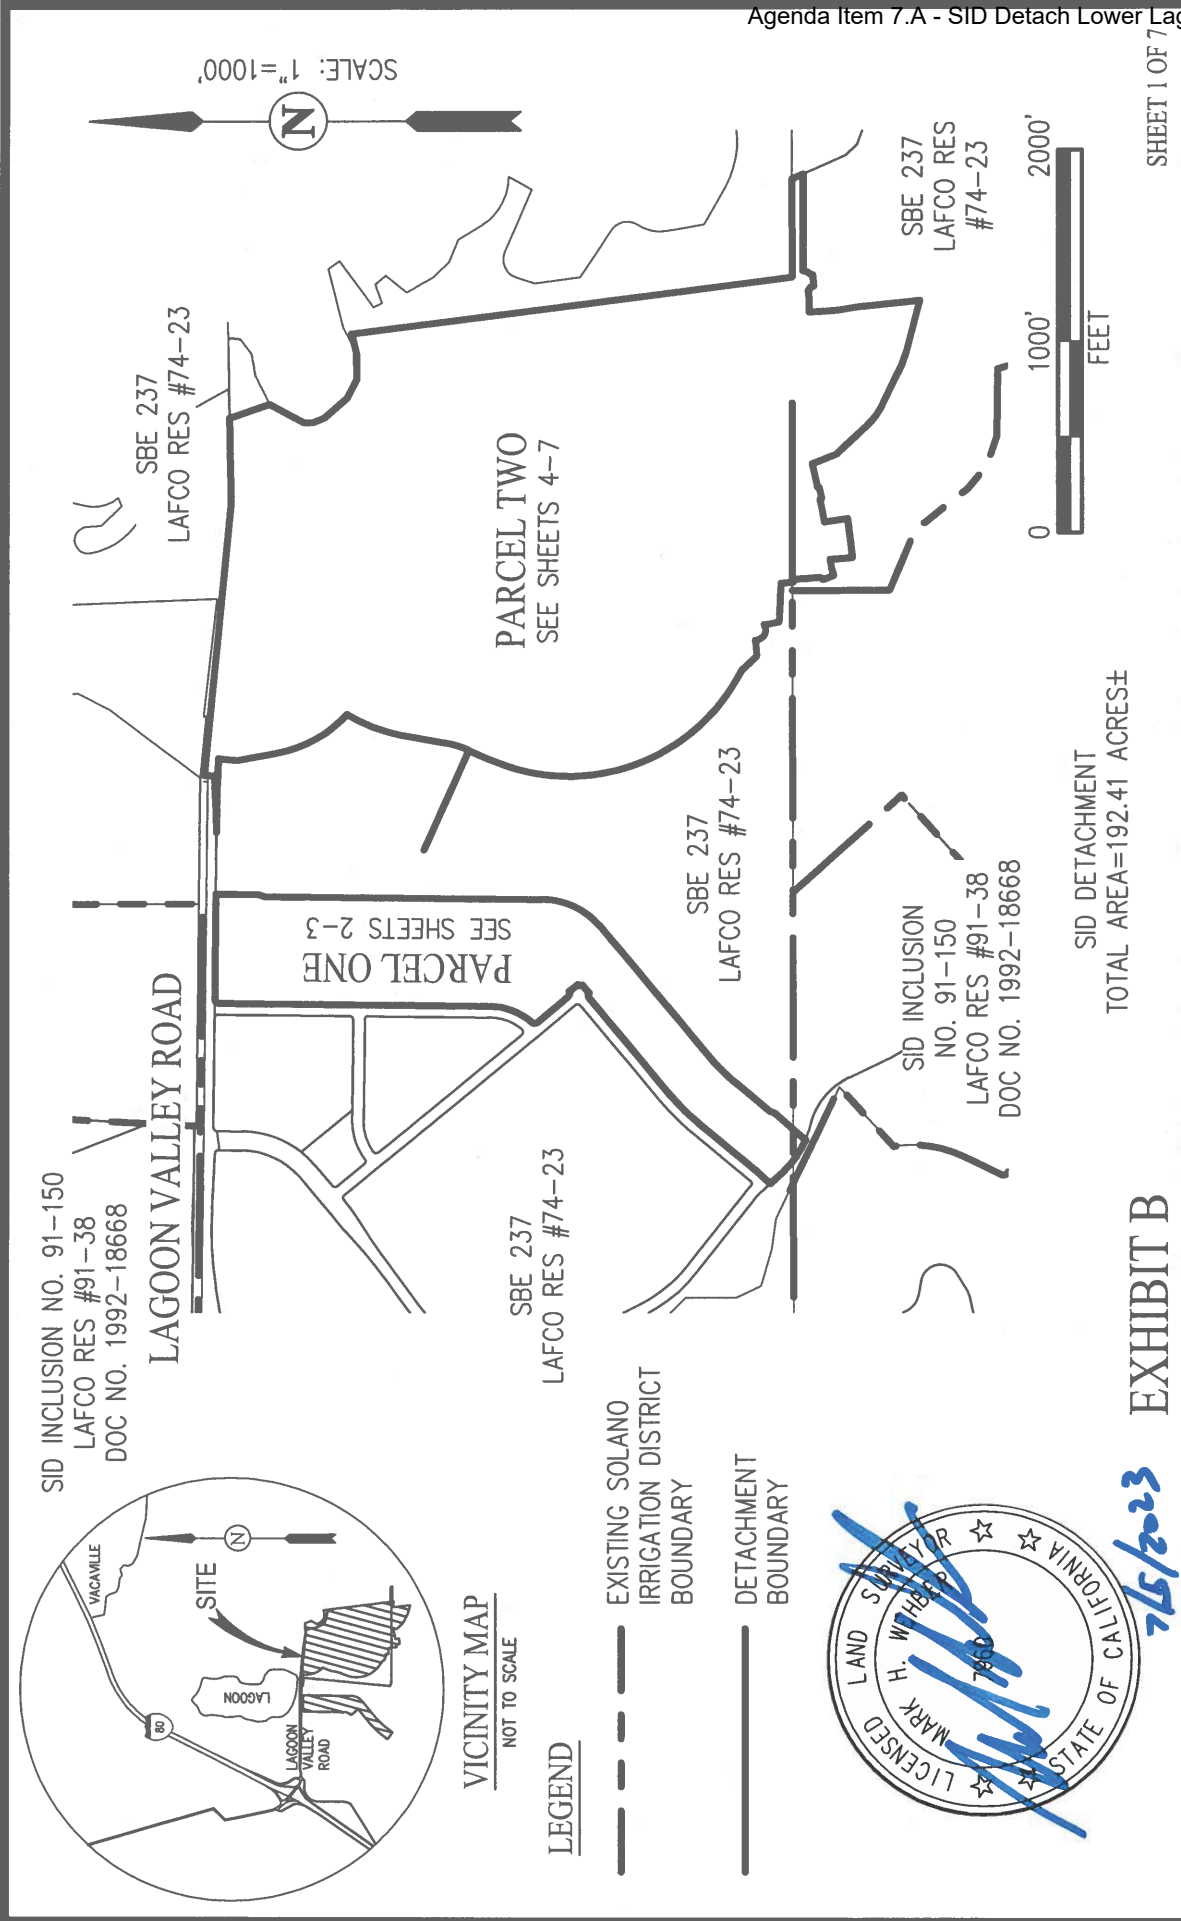 Agenda Item 7.A - SID Detach Lower Lag
SHEET 1 OF 7
SCALE: 1"=1000'
N
SBE 237
LAFCO RES #74-23
SBE 237
LAFCO RES
#74-23
PARCEL TWO
SEE SHEETS 4-7
0
1000'
2000'
FEET
SID INCLUSION NO. 91-150
LAFCO RES #91-38
DOC NO. 1992-18668
LAGOON VALLEY ROAD
PARCEL ONE
SEE SHEETS 2-3
SBE 237
LAFCO RES #74-23
SBE 237
LAFCO RES #74-23
SID INCLUSION
NO. 91-150
LAFCO RES #91-38
DOC NO. 1992-18668
SID DETACHMENT
TOTAL AREA=192.41 ACRES±
VACAVILLE
N
SITE
80
LAGOON
LAGOON
VALLEY
ROAD
VICINITY MAP
NOT TO SCALE
LEGEND
EXISTING SOLANO
IRRIGATION DISTRICT
BOUNDARY
DETACHMENT
BOUNDARY
LICENSED LAND SURVEYOR
MARK H. WEHBER
7960
STATE OF CALIFORNIA
7/5/2023
EXHIBIT B